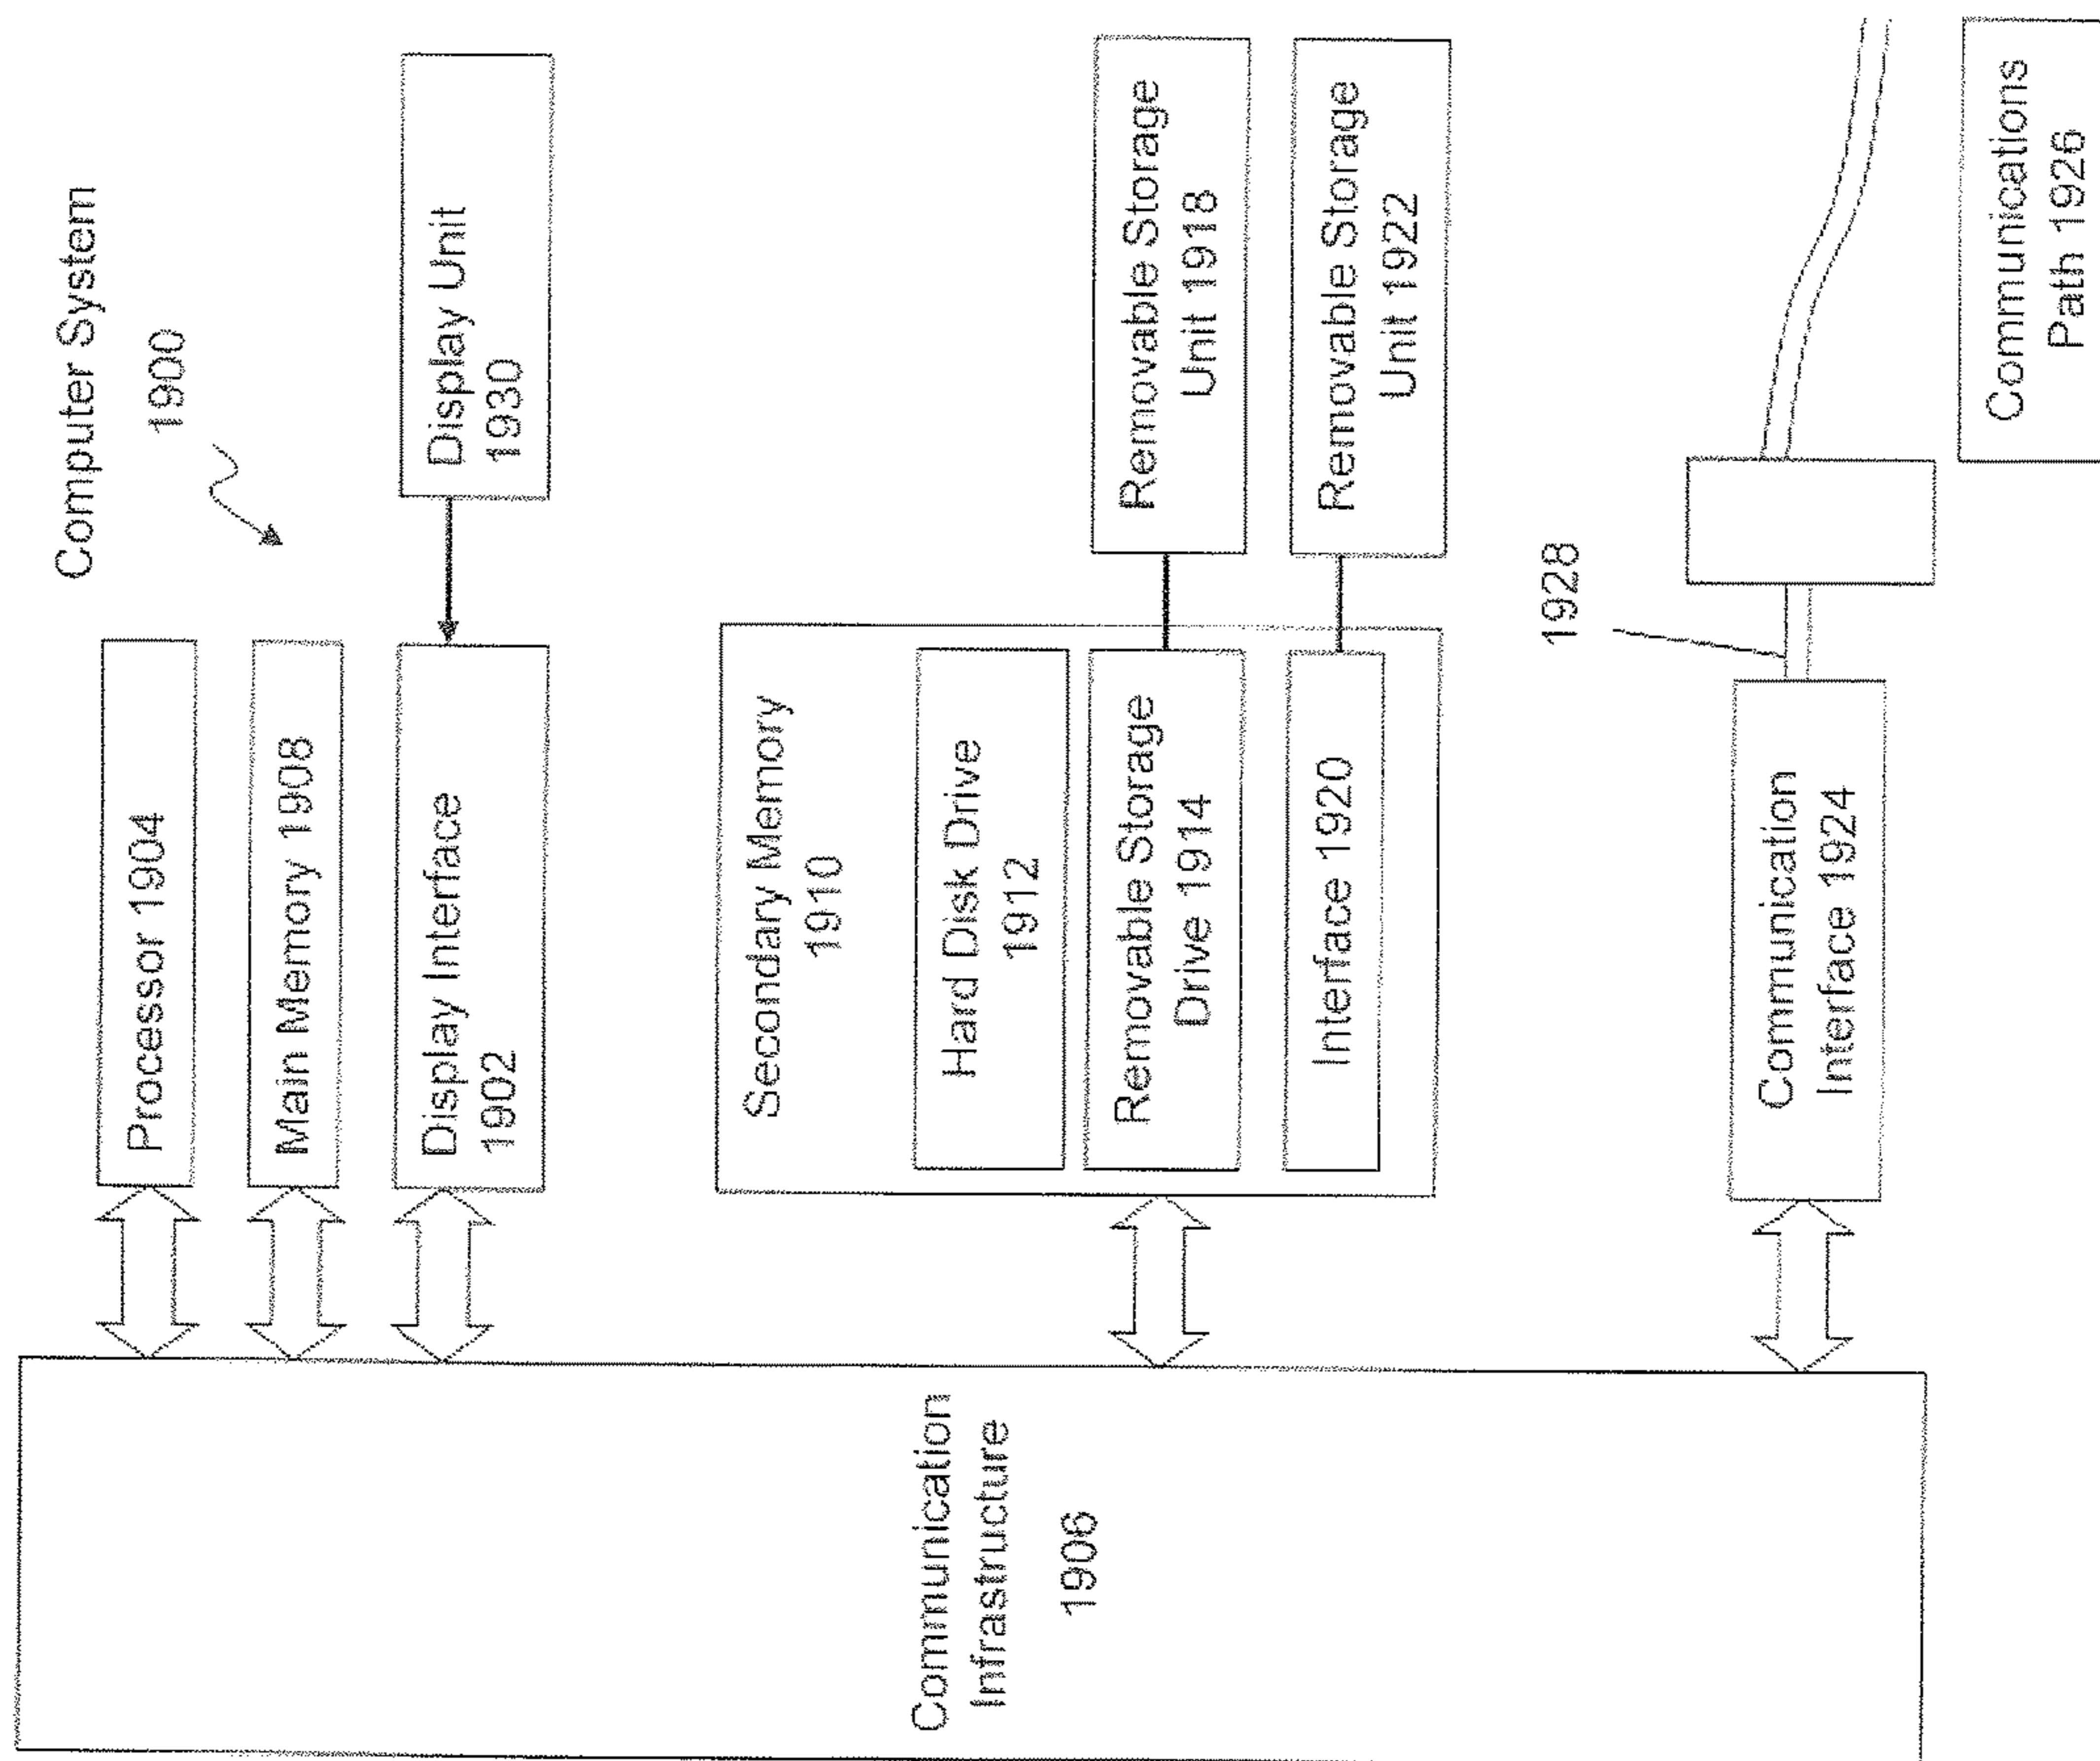 Computer System
1900
Processor 1904
Main Memory 1908
Display Interface
1902
Display Unit
1930
Secondary Memory
1910
Hard Disk Drive
1912
Removable Storage
Drive 1914
Removable Storage
Unit 1918
Interface 1920
Removable Storage
Unit 1922
Communication
Infrastructure
1906
1928
Communication
Interface 1924
Communications
Path 1926